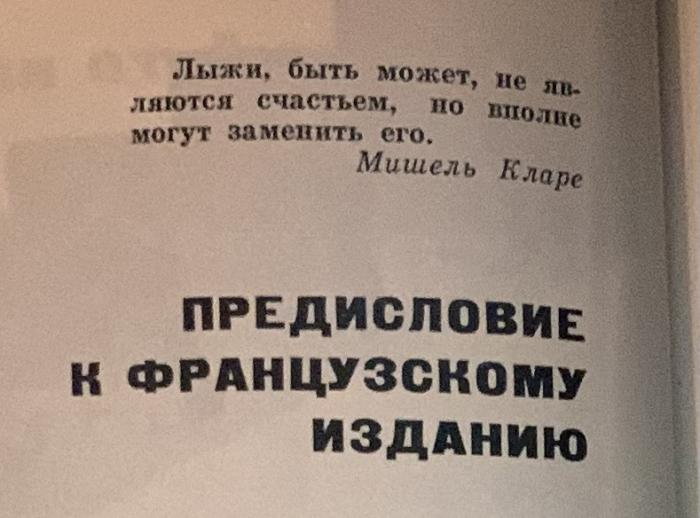 Лыжи, быть может, не яв-
ляются счастьем, но вполне
могут заменить его.
Мишель Кларе
ПРЕДИСЛОВИЕ
К ФРАНЦУЗСКОМУ
ИЗДАНИЮ